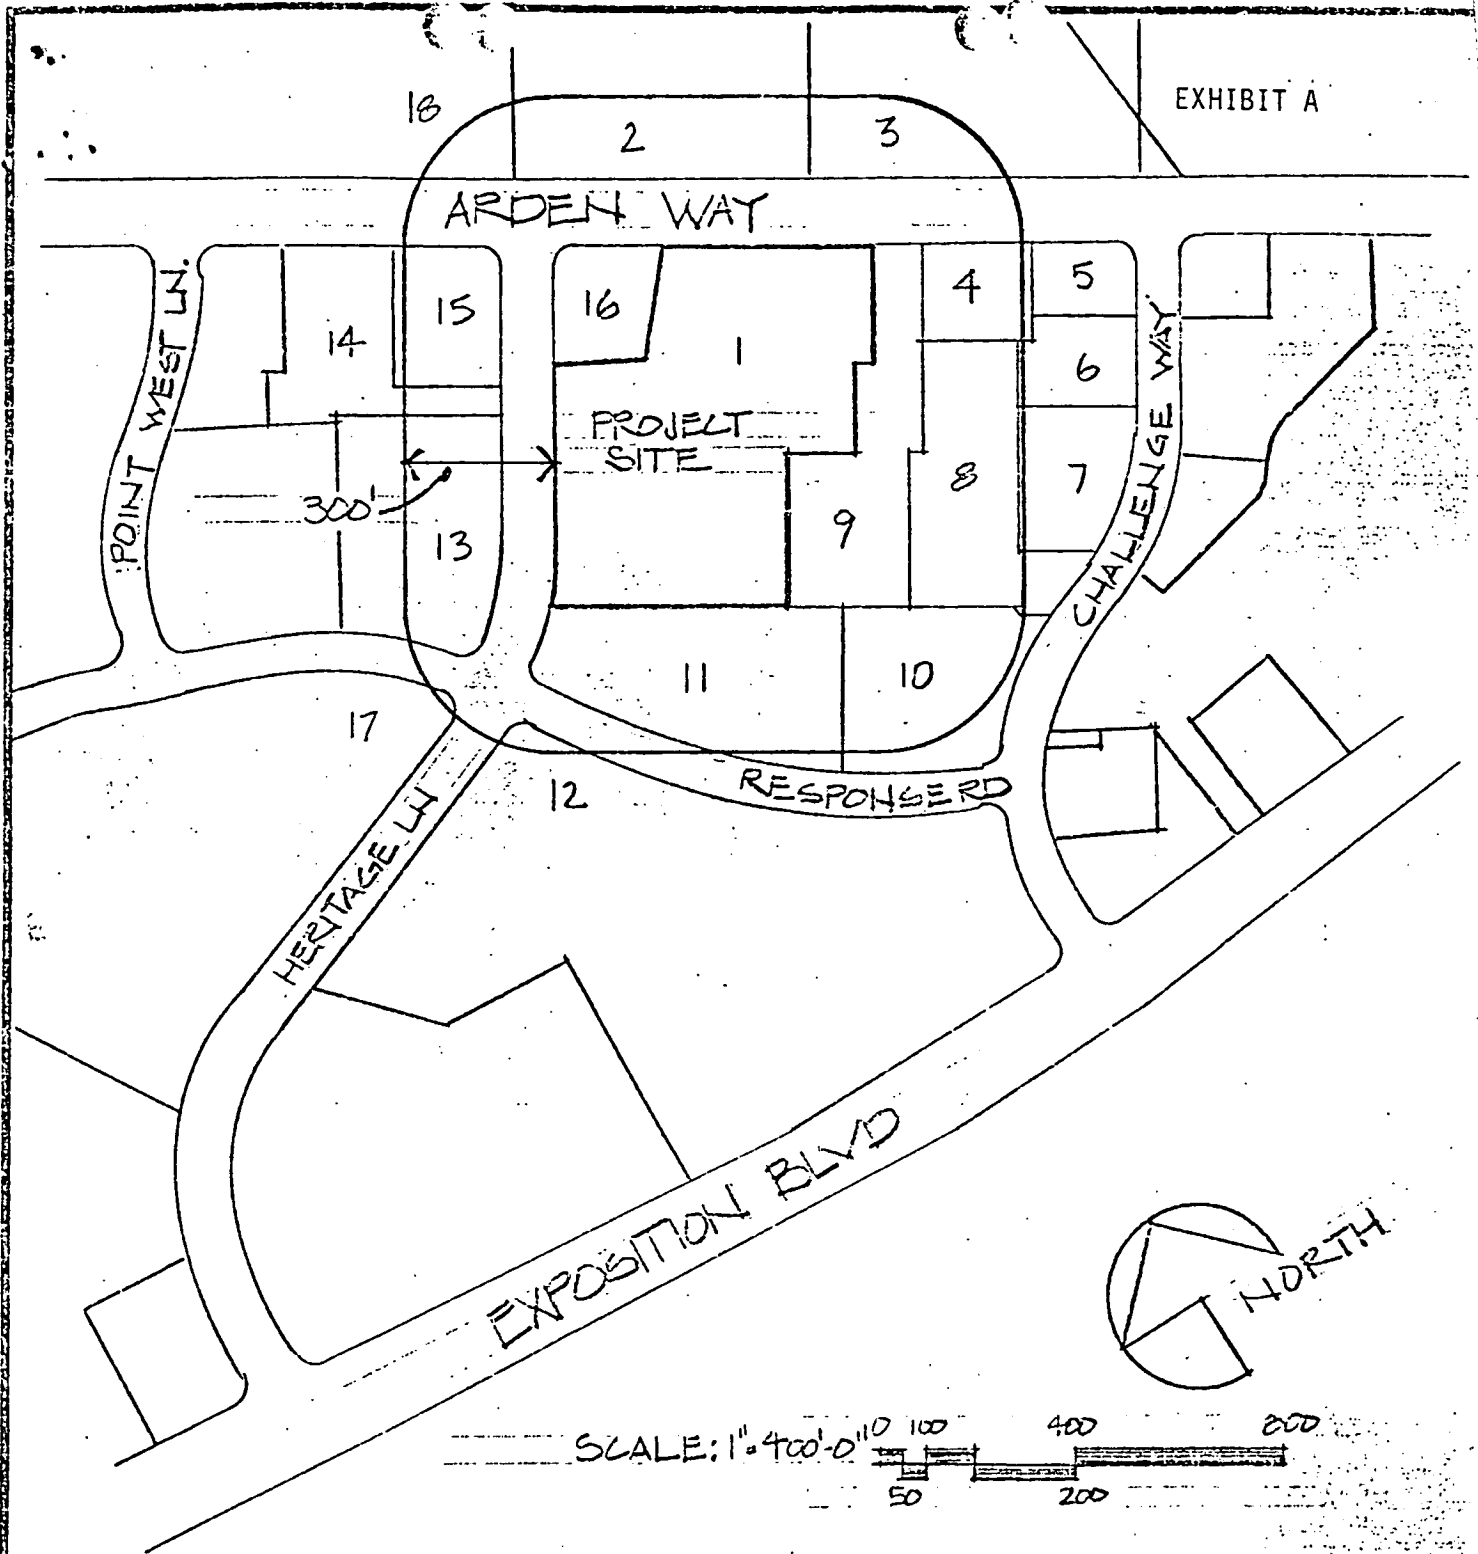 EXHIBIT A
18
2
3
ARDEN WAY
POINT WEST LN.
14
15
16
1
4
5
6
CHALLENGE WAY
PROJECT
SITE
300'
13
9
8
7
11
10
17
12
RESPONSE RD
HERITAGE LN
EXPOSITION BLVD
NORTH
SCALE: 1"=400'-0"
0 100 400 800
50 200